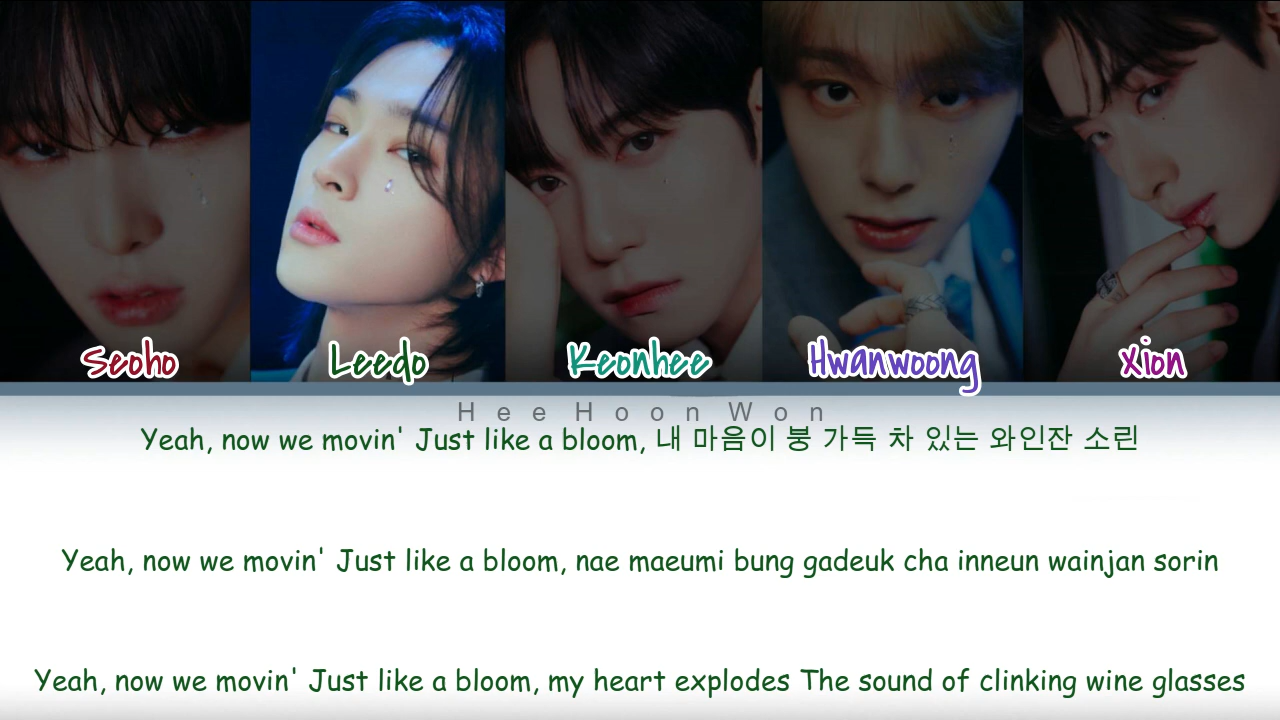 Seoho Leedo Keonhee Hwanwoong Xion
Hee Hoon Won
Yeah, now we movin' Just like a bloom, 내 마음이 붕 가득 차 있는 와인잔 소린
Yeah, now we movin' Just like a bloom, nae maeumi bung gadeuk cha inneun wainjan sorin
Yeah, now we movin' Just like a bloom, my heart explodes The sound of clinking wine glasses